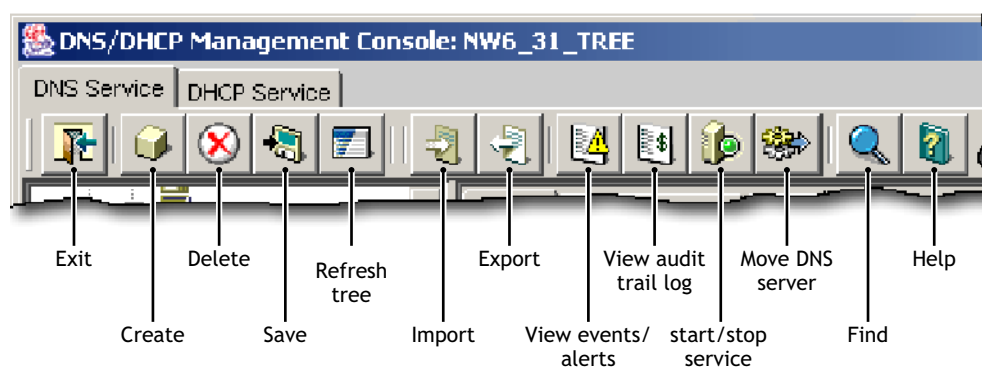 DNS/DHCP Management Console: NW6_31_TREE
DNS Service
DHCP Service
Exit
Delete
Refresh
tree
Export
View audit
trail log
Move DNS
server
Help
Create
Save
Import
View events/
alerts
start/stop
service
Find